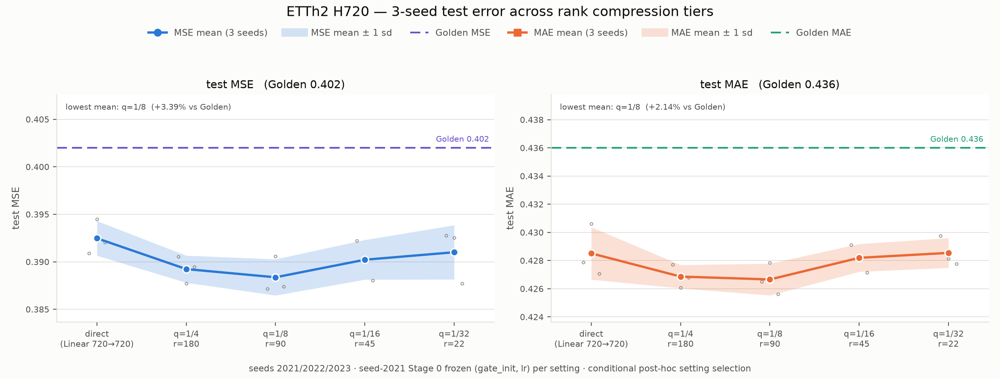 ETTh2 H720 — 3-seed test error across rank compression tiers
MSE mean (3 seeds)
MSE mean ± 1 sd
Golden MSE
MAE mean (3 seeds)
MAE mean ± 1 sd
Golden MAE
test MSE (Golden 0.402)
lowest mean: q=1/8 (+3.39% vs Golden)
Golden 0.402
test MSE
0.405
0.400
0.395
0.390
0.385
direct
(Linear 720→720)
q=1/4
r=180
q=1/8
r=90
q=1/16
r=45
q=1/32
r=22
test MAE (Golden 0.436)
lowest mean: q=1/8 (+2.14% vs Golden)
Golden 0.436
test MAE
0.438
0.436
0.434
0.432
0.430
0.428
0.426
0.424
direct
(Linear 720→720)
q=1/4
r=180
q=1/8
r=90
q=1/16
r=45
q=1/32
r=22
seeds 2021/2022/2023 · seed-2021 Stage 0 frozen (gate_init, lr) per setting · conditional post-hoc setting selection